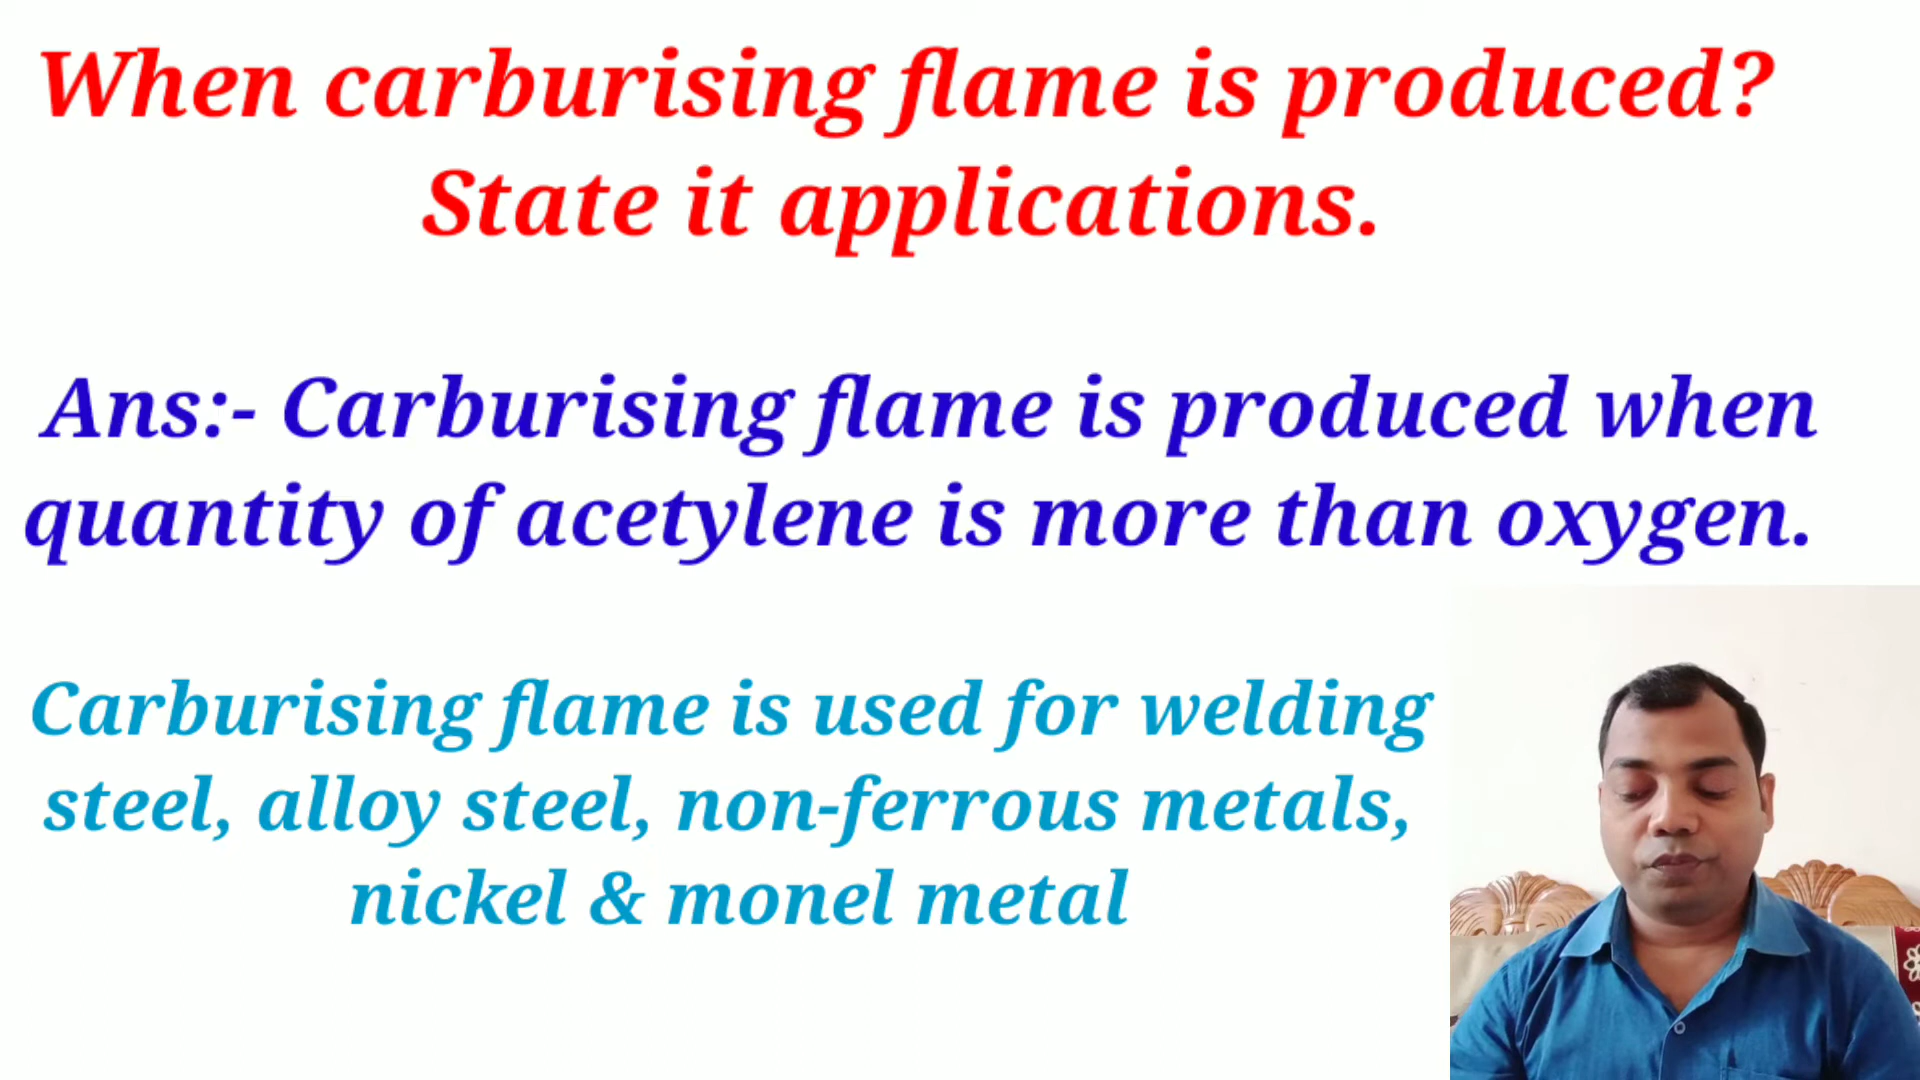 When carburising flame is produced?
State it applications.
Ans:- Carburising flame is produced when
quantity of acetylene is more than oxygen.
Carburising flame is used for welding
steel, alloy steel, non-ferrous metals,
nickel & monel metal